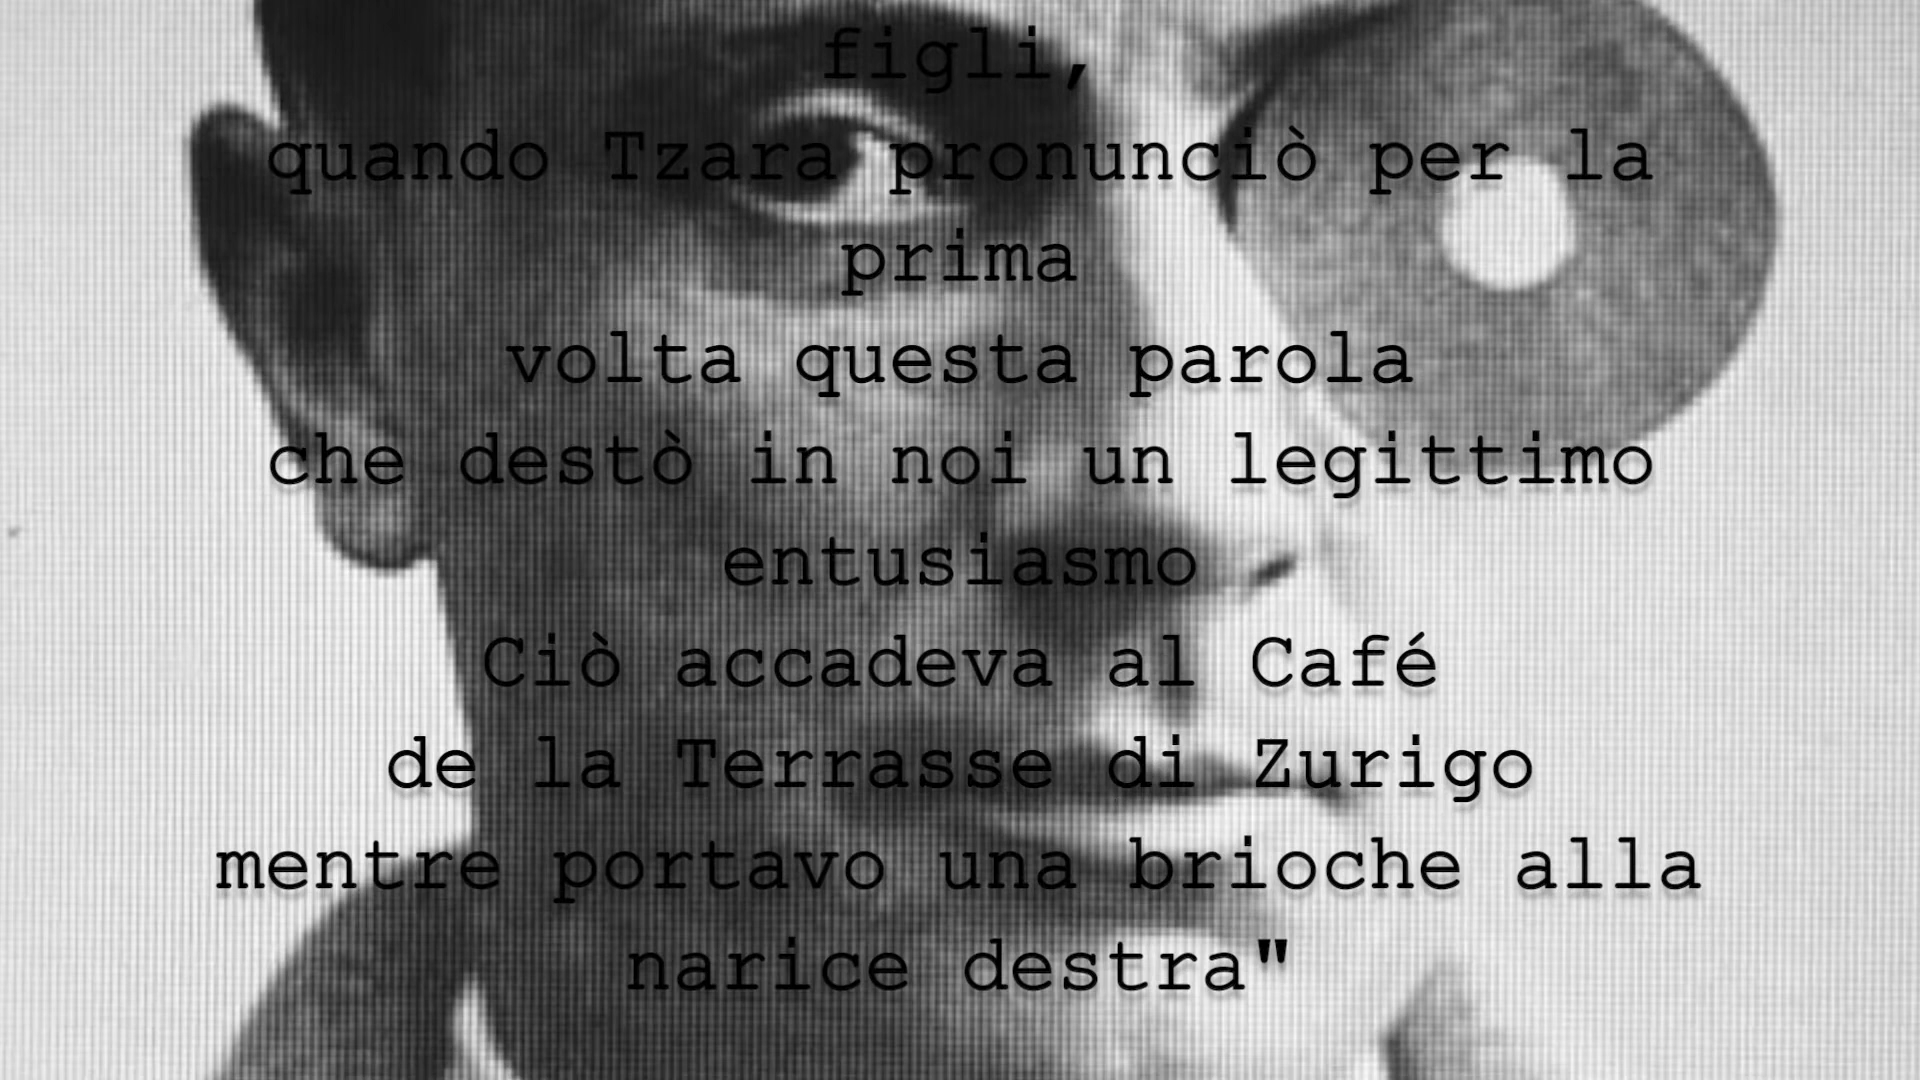 figli,
quando Tzara pronunciò per la
prima
volta questa parola
che destò in noi un legittimo
entusiasmo
Ciò accadeva al Café
de la Terrasse di Zurigo
mentre portavo una brioche alla
narice destra"